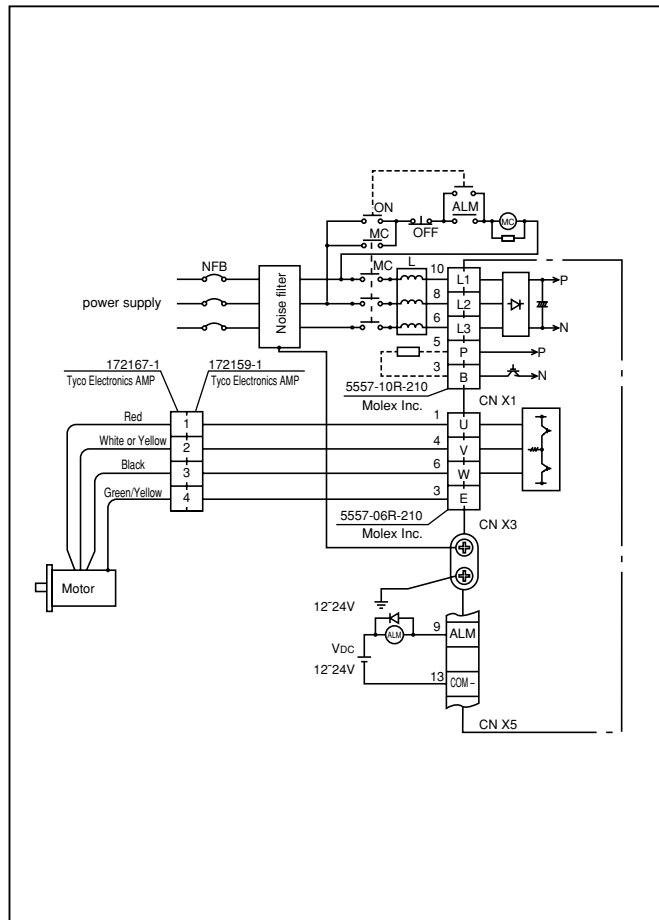 ON
ALM
MC
OFF
MC
NFB
MC
L
10
L1
P
power supply
Noise filter
8
L2
6
L3
N
5
P
P
3
B
N
172167-1
172159-1
Tyco Electronics AMP
Tyco Electronics AMP
5557-10R-210
Molex Inc.
CN X1
Red
1
1
U
White or Yellow
2
4
V
Black
3
6
W
Green/Yellow
4
3
E
5557-06R-210
Molex Inc.
CN X3
Motor
12‾24V
ALM
9
ALM
VDC
12‾24V
13
COM –
CN X5